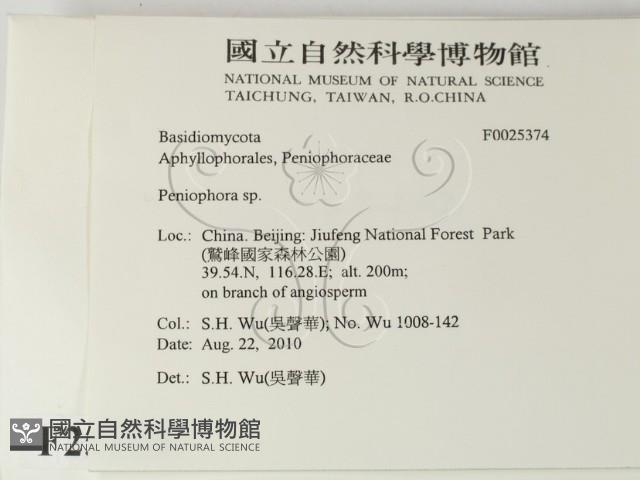 國立自然科學博物館
NATIONAL MUSEUM OF NATURAL SCIENCE
TAICHUNG, TAIWAN, R.O.CHINA
Basidiomycota F0025374
Aphyllophorales, Peniophoraceae
Peniophora sp.
Loc.: China. Beijing: Jiufeng National Forest Park
(鷲峰國家森林公園)
39.54.N, 116.28.E; alt. 200m;
on branch of angiosperm
Col.: S.H. Wu(吳聲華); No. Wu 1008-142
Date: Aug. 22, 2010
Det.: S.H. Wu(吳聲華)
國立自然科學博物館
NATIONAL MUSEUM OF NATURAL SCIENCE